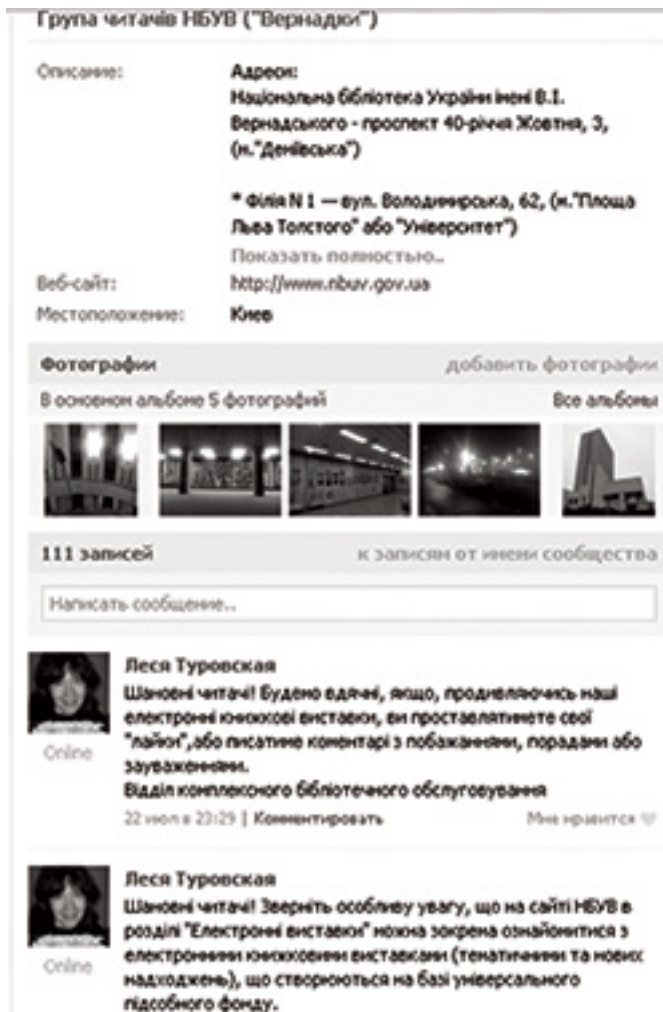 Група читачів НБУВ ("Вернадки")
Описание: Адреси:
Національна бібліотека України імені В.І.
Вернадського - проспект 40-річчя Жовтня, 3,
(м."Деміївська")
* Філія N 1 — вул. Володимирська, 62, (м."Площа
Льва Толстого" або "Університет")
Показать полностью..
Веб-сайт: http://www.nbuv.gov.ua
Местоположение: Киев
Фотографии добавить фотографии
В основном альбоме 5 фотографий Все альбомы
111 записей к записям от имени сообщества
Написать сообщение..
Леся Туровская
Шановні читачі! Будемо вдячні, якщо, продивляючись наші
електронні книжкові виставки, ви проставлятимете свої
"лайки",або писатиме коментарі з побажаннями, порадами або
зауваженнями.
Відділ комплексного бібліотечного обслуговування
Online
22 июл в 23:29 | Комментировать Мне нравится
Леся Туровская
Шановні читачі! Зверніть особливу увагу, що на сайті НБУВ в
розділі "Електронні виставки" можна зокрема ознайомитися з
електронними книжковими виставками (тематичними та нових
надходжень), що створюються на базі універсального
підсобного фонду.
Online